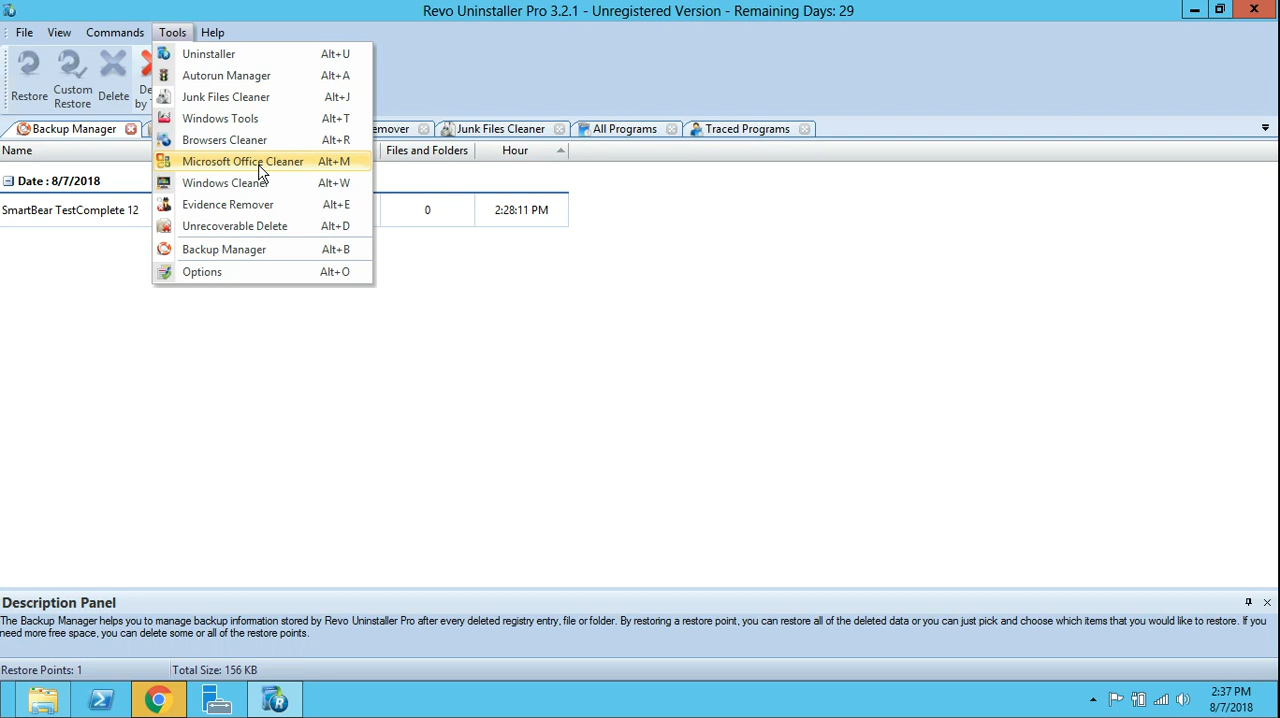 Revo Uninstaller Pro 3.2.1 - Unregistered Version - Remaining Days: 29
File View Commands Tools Help
Restore Custom Restore Delete
Uninstaller Alt+U
Autorun Manager Alt+A
Junk Files Cleaner Alt+J
Windows Tools Alt+T
Browsers Cleaner Alt+R
Microsoft Office Cleaner Alt+M
Windows Cleaner Alt+W
Evidence Remover Alt+E
Unrecoverable Delete Alt+D
Backup Manager Alt+B
Options Alt+O
Backup Manager Junk Files Cleaner All Programs Traced Programs
Name Files and Folders Hour
Date : 8/7/2018
SmartBear TestComplete 12 0 2:28:11 PM
Description Panel
The Backup Manager helps you to manage backup information stored by Revo Uninstaller Pro after every deleted registry entry, file or folder. By restoring a restore point, you can restore all of the deleted data or you can just pick and choose which items that you would like to restore. If you
need more free space, you can delete some or all of the restore points.
Restore Points: 1 Total Size: 156 KB
2:37 PM
8/7/2018